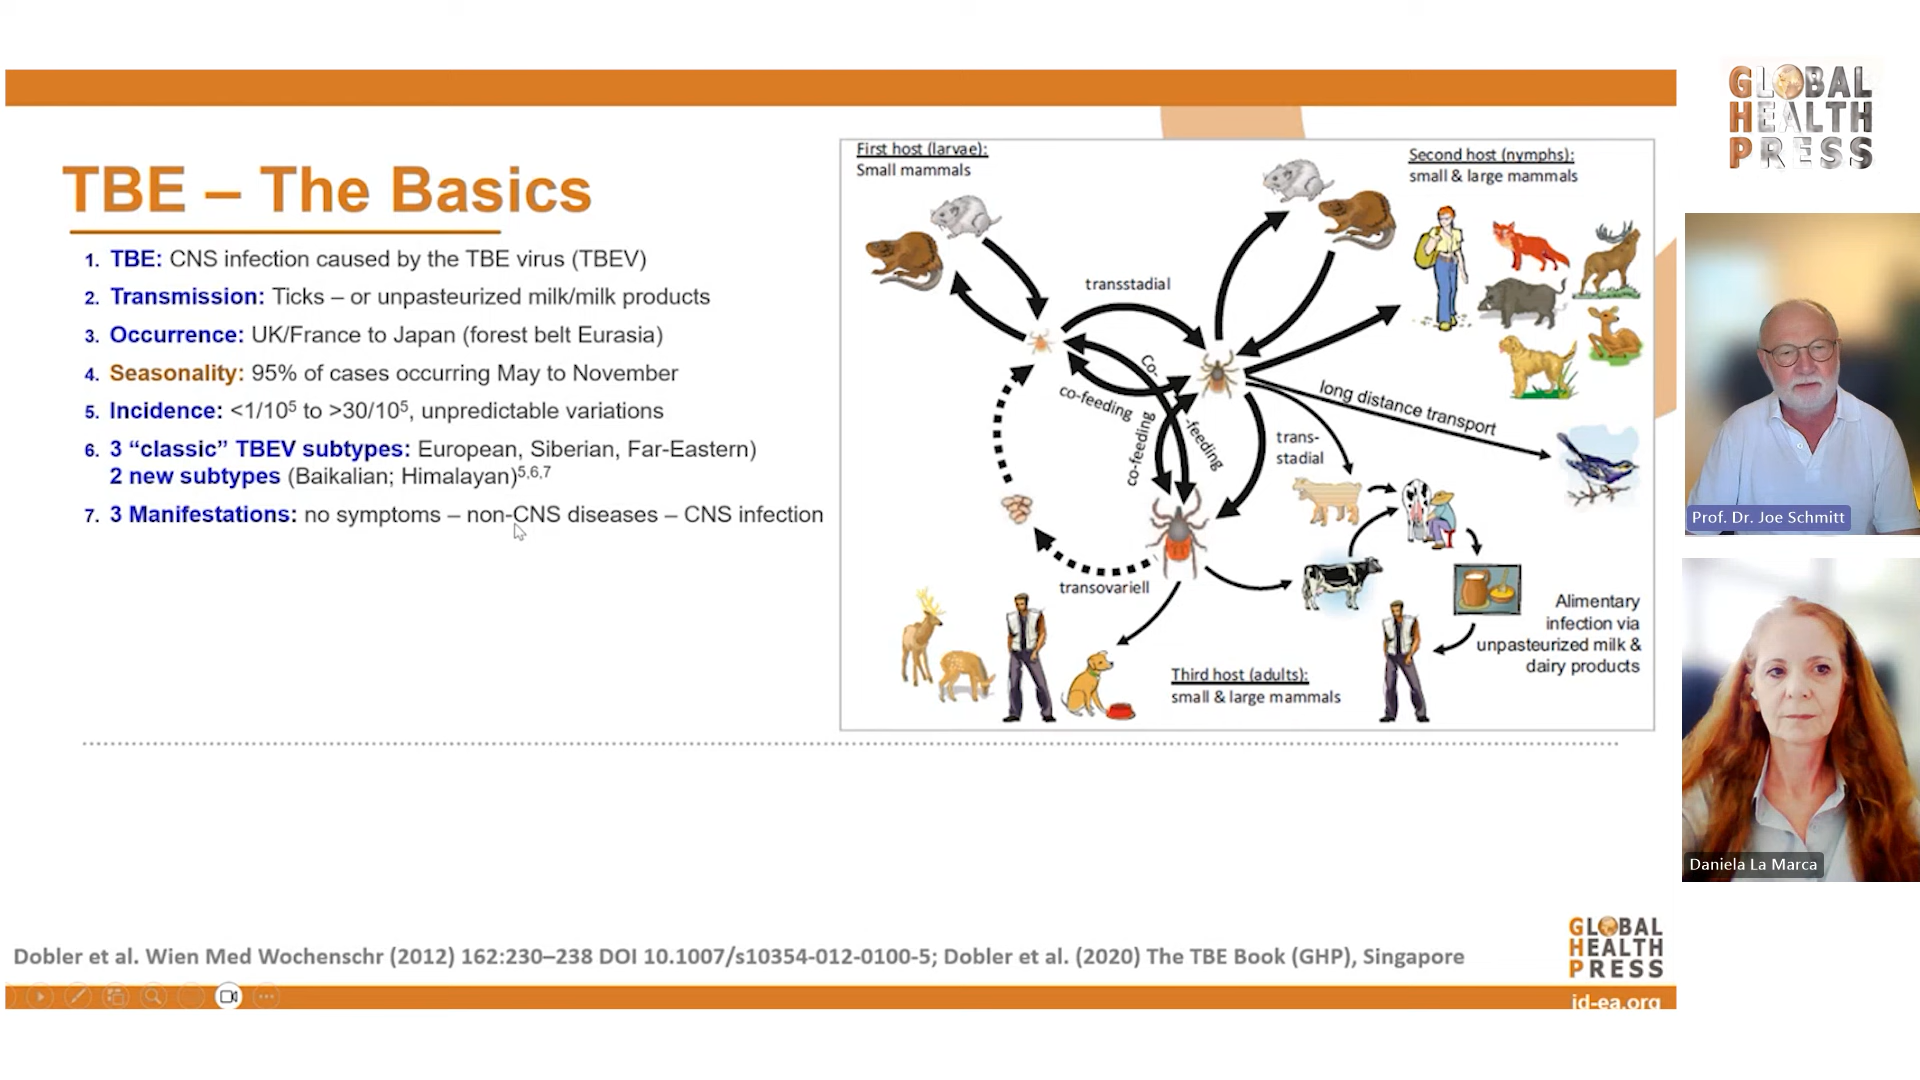 GLOBAL
HEALTH
PRESS
TBE – The Basics
1. TBE: CNS infection caused by the TBE virus (TBEV)
2. Transmission: Ticks – or unpasteurized milk/milk products
3. Occurrence: UK/France to Japan (forest belt Eurasia)
4. Seasonality: 95% of cases occurring May to November
5. Incidence: <1/10⁵ to >30/10⁵, unpredictable variations
6. 3 “classic” TBEV subtypes: European, Siberian, Far-Eastern)
2 new subtypes (Baikalian; Himalayan)⁵,⁶,⁷
7. 3 Manifestations: no symptoms – non-CNS diseases – CNS infection
First host (larvae):
Small mammals
Second host (nymphs):
small & large mammals
transstadial
co-feeding
Co-
-feeding
co-feeding
long distance transport
trans-
stadial
transovariell
Third host (adults):
small & large mammals
Alimentary
infection via
unpasteurized milk &
dairy products
Prof. Dr. Joe Schmitt
Daniela La Marca
Dobler et al. Wien Med Wochenschr (2012) 162:230–238 DOI 10.1007/s10354-012-0100-5; Dobler et al. (2020) The TBE Book (GHP), Singapore
GLOBAL
HEALTH
PRESS
id-ea.org